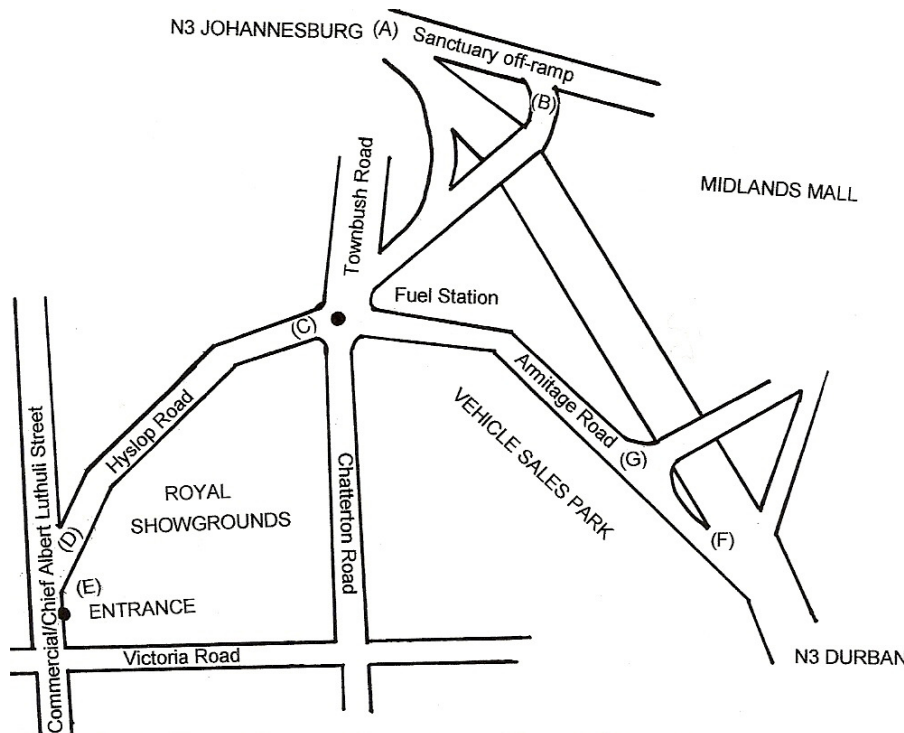 N3 JOHANNESBURG (A)
Sanctuary off-ramp
(B)
Townbush Road
MIDLANDS MALL
Fuel Station
(C)
Armitage Road
Hyslop Road
VEHICLE SALES PARK
(G)
Commercial/Chief Albert Luthuli Street
Chatterton Road
ROYAL
SHOWGROUNDS
(D)
(F)
(E)
ENTRANCE
Victoria Road
N3 DURBAN